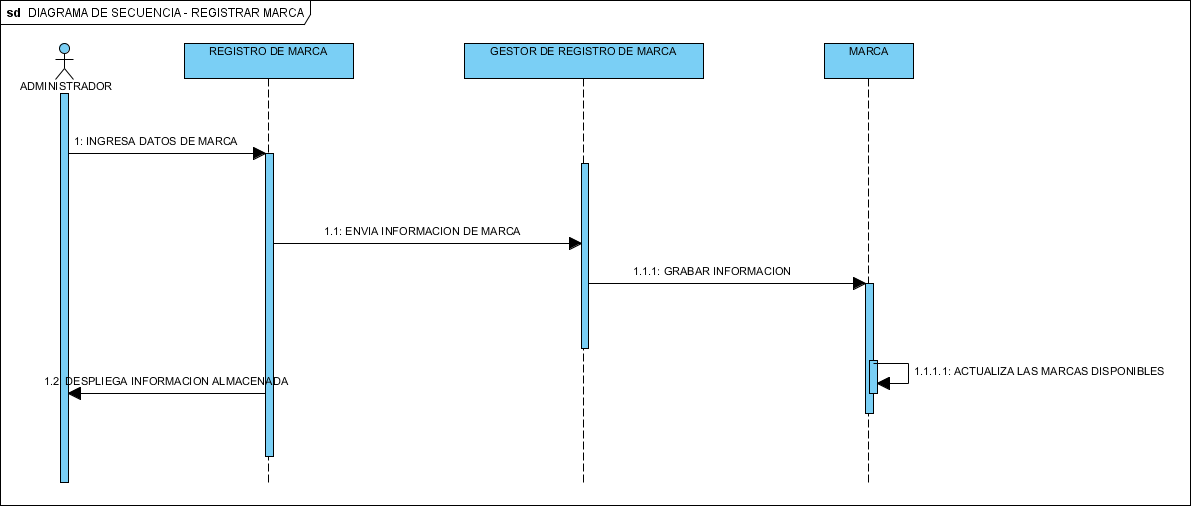 sd DIAGRAMA DE SECUENCIA - REGISTRAR MARCA
REGISTRO DE MARCA
GESTOR DE REGISTRO DE MARCA
MARCA
ADMINISTRADOR
1: INGRESA DATOS DE MARCA
1.1: ENVIA INFORMACION DE MARCA
1.1.1: GRABAR INFORMACION
1.1.1.1: ACTUALIZA LAS MARCAS DISPONIBLES
1.2: DESPLIEGA INFORMACION ALMACENADA